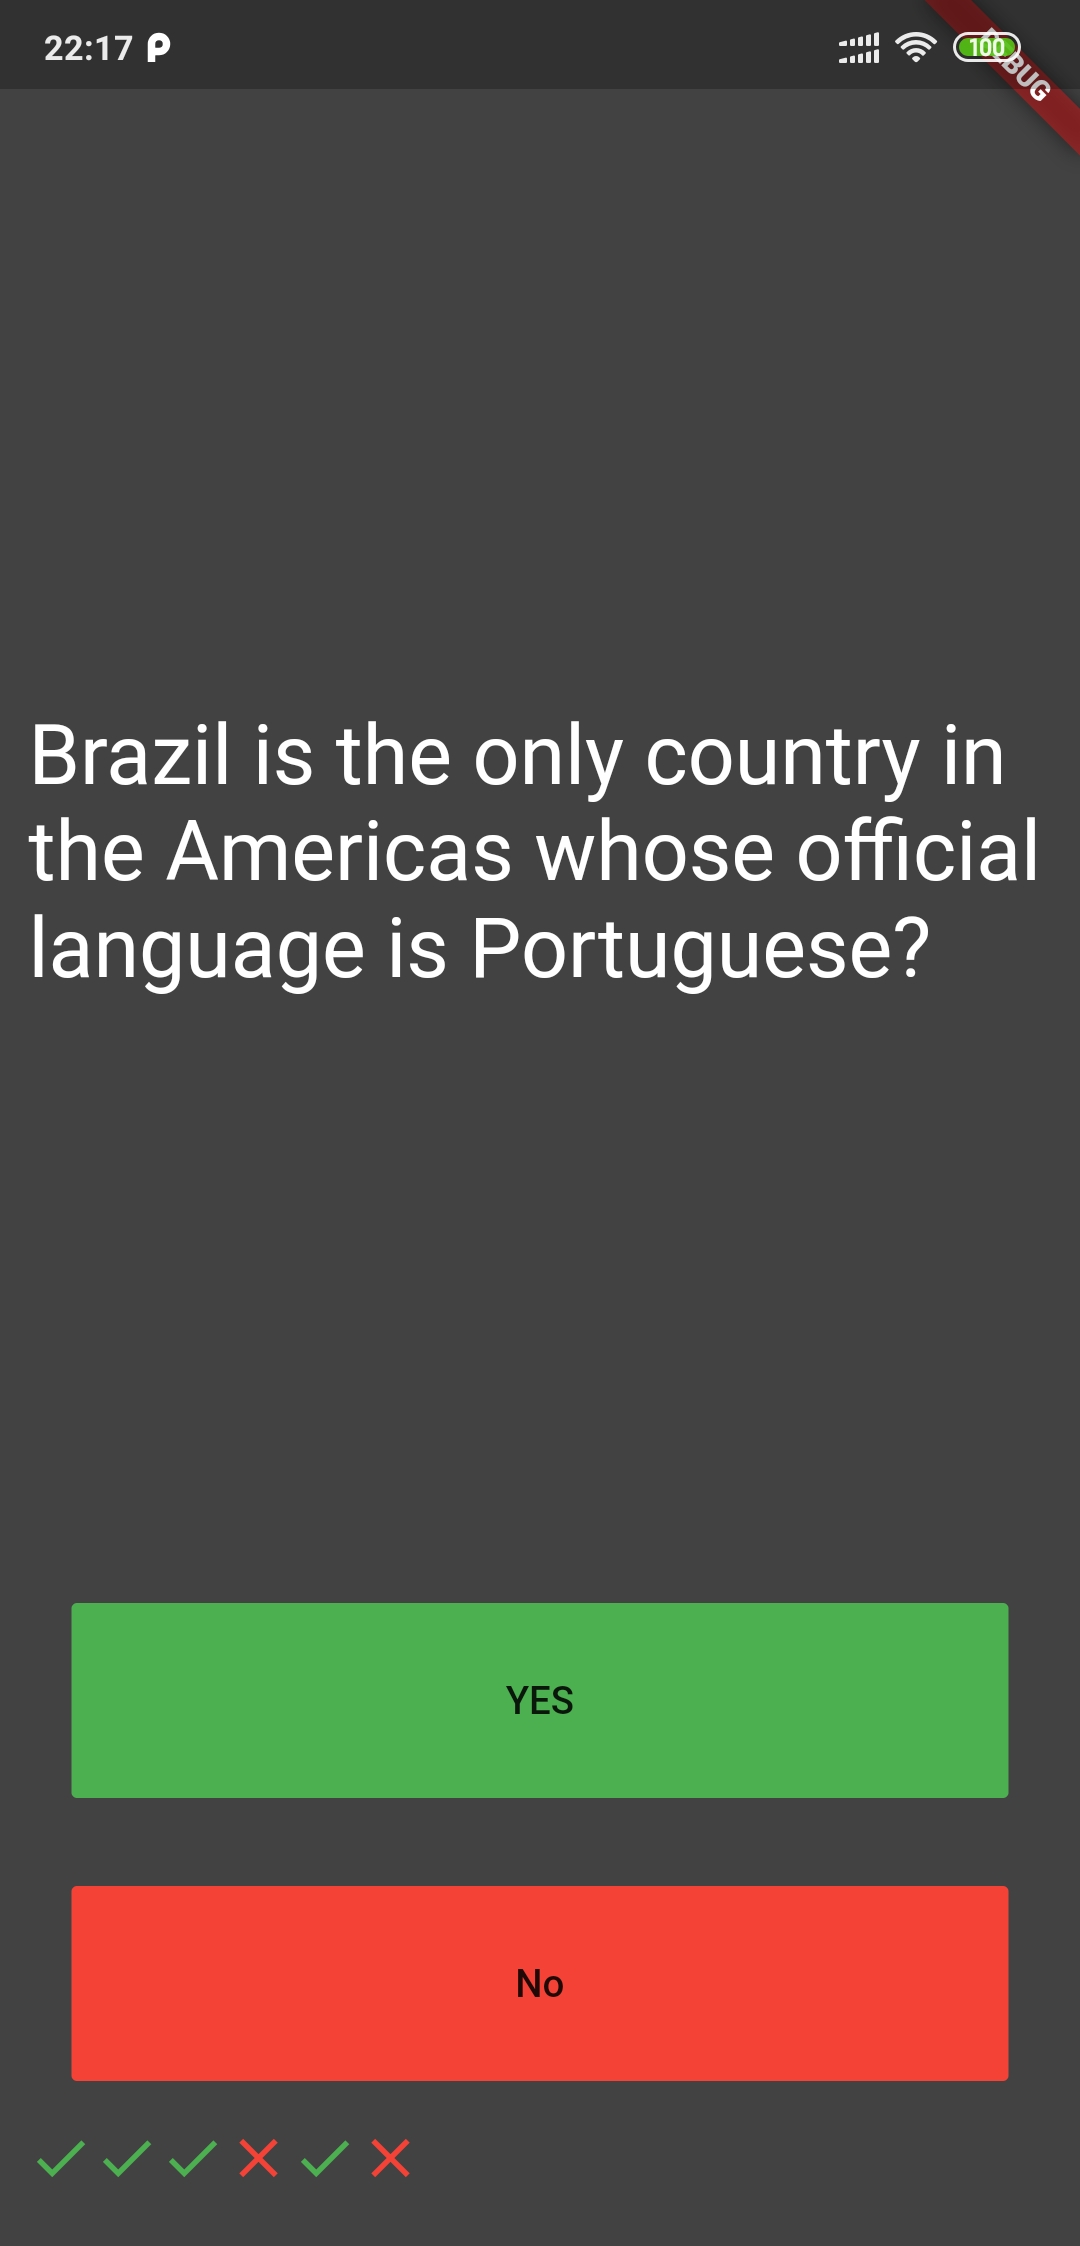 22:17
100
DEBUG
Brazil is the only country in
the Americas whose official
language is Portuguese?
YES
No